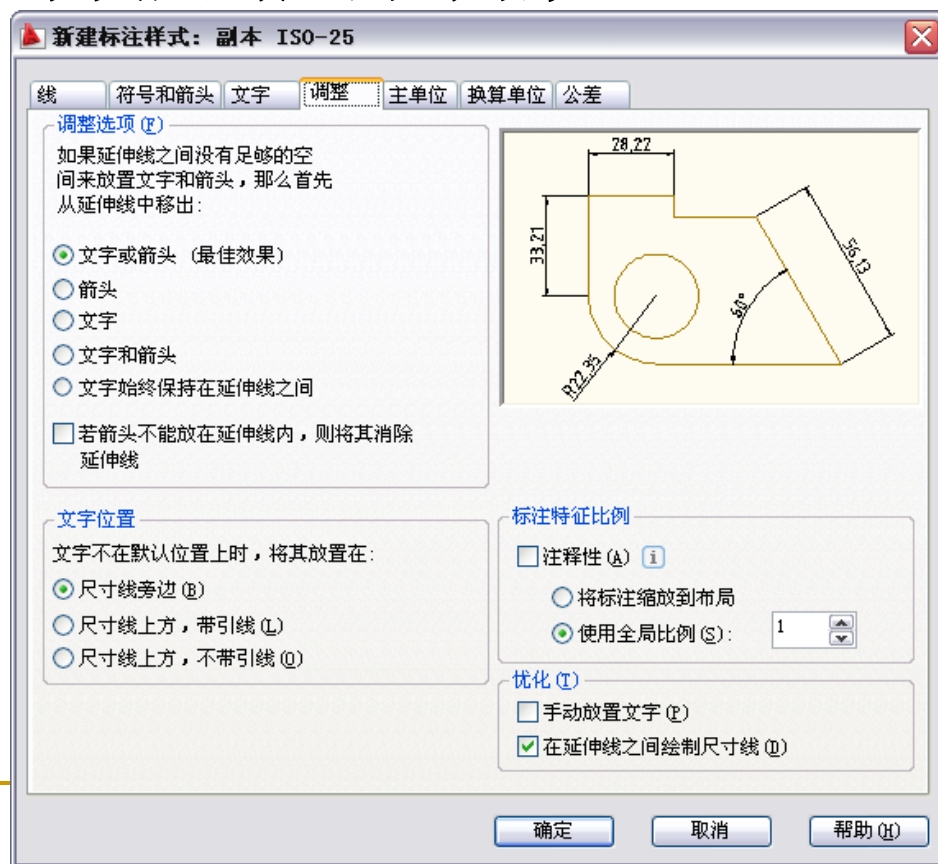 新建标注样式: 副本 ISO-25
线 符号和箭头 文字 调整 主单位 换算单位 公差
调整选项(F)
如果延伸线之间没有足够的空
间来放置文字和箭头,那么首先
从延伸线中移出:
文字或箭头 (最佳效果)
箭头
文字
文字和箭头
文字始终保持在延伸线之间
若箭头不能放在延伸线内,则将其消除
延伸线
28,22
33,21
56,13
60°
R22,35
文字位置
文字不在默认位置上时,将其放置在:
尺寸线旁边(B)
尺寸线上方,带引线(L)
尺寸线上方,不带引线(O)
标注特征比例
注释性(A)
将标注缩放到布局
使用全局比例(S): 1
优化(T)
手动放置文字(P)
在延伸线之间绘制尺寸线(D)
确定 取消 帮助(H)